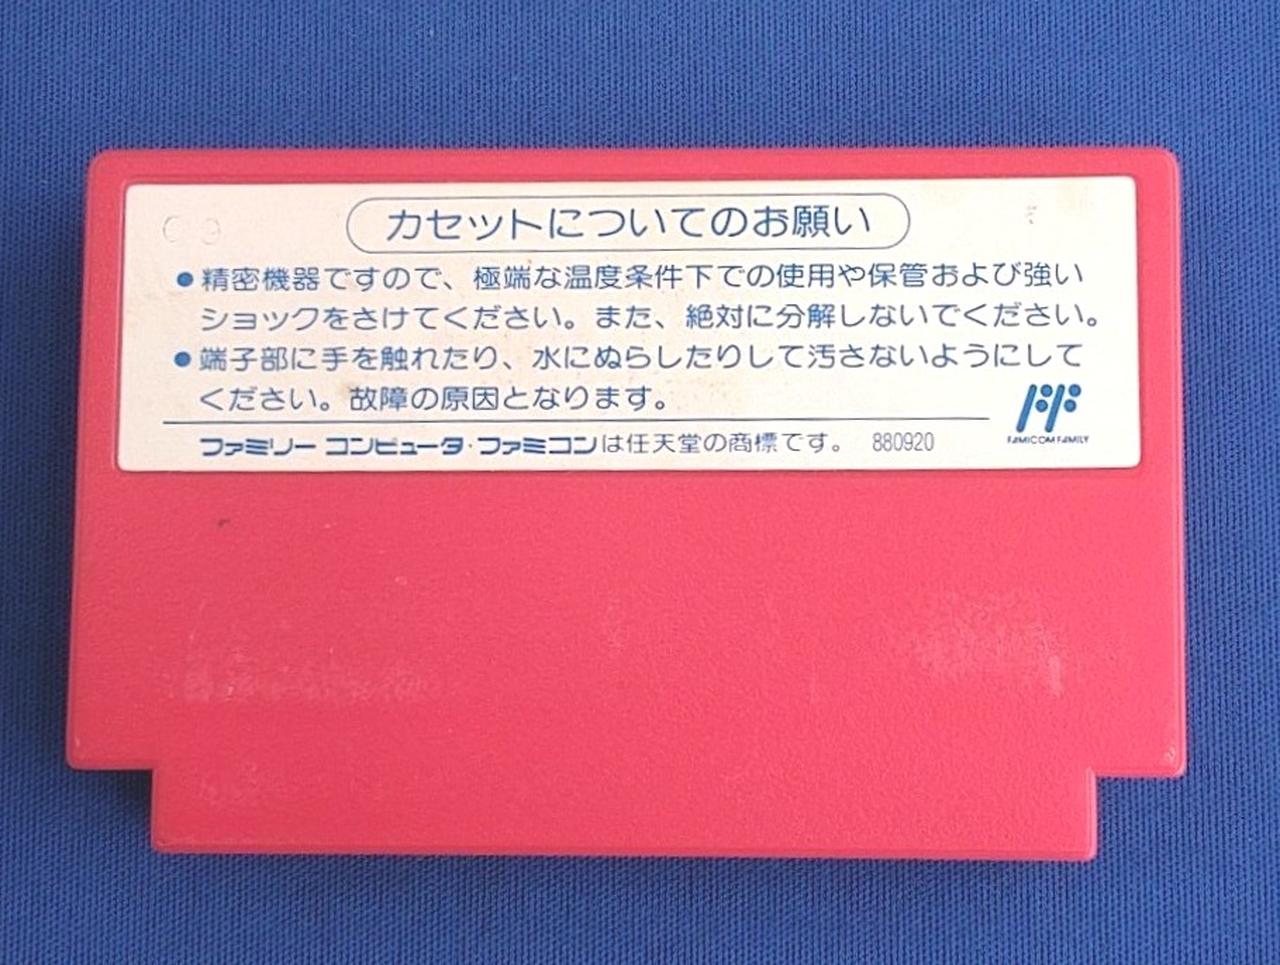 カセットについてのお願い
●精密機器ですので、極端な温度条件下での使用や保管および強い
ショックをさけてください。また、絶対に分解しないでください。
●端子部に手を触れたり、水にぬらしたりして汚さないようにして
ください。故障の原因となります。
FAMICOM FAMILY
ファミリー コンピュータ・ファミコンは任天堂の商標です。 880920